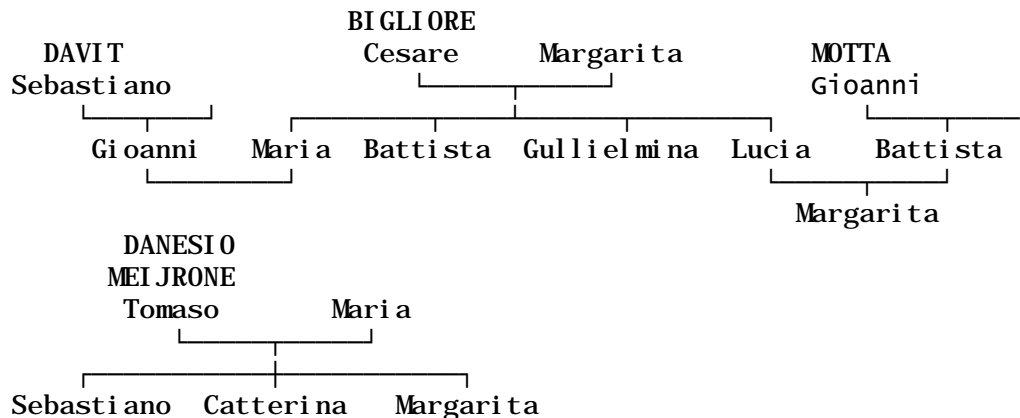 BIGLIORE
DAVIT Cesare Margarita MOTTA
Sebastiano Gioanni
Gioanni Maria Battista Gullielmina Lucia Battista
Margarita
DANESIO
MEIJRONE
Tomaso Maria
Sebastiano Catterina Margarita